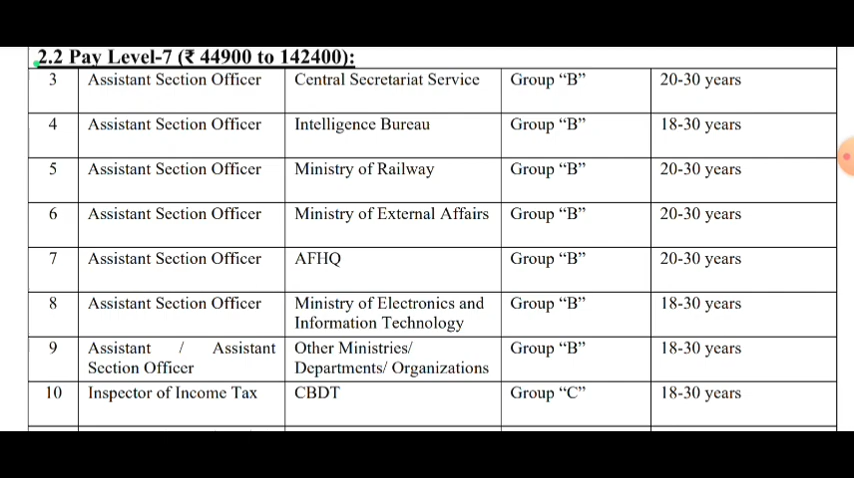 2.2 Pay Level-7 (₹ 44900 to 142400):
3 Assistant Section Officer Central Secretariat Service Group “B” 20-30 years
4 Assistant Section Officer Intelligence Bureau Group “B” 18-30 years
5 Assistant Section Officer Ministry of Railway Group “B” 20-30 years
6 Assistant Section Officer Ministry of External Affairs Group “B” 20-30 years
7 Assistant Section Officer AFHQ Group “B” 20-30 years
8 Assistant Section Officer Ministry of Electronics and Group “B” 18-30 years
Information Technology
9 Assistant / Assistant Other Ministries/ Group “B” 18-30 years
Section Officer Departments/ Organizations
10 Inspector of Income Tax CBDT Group “C” 18-30 years